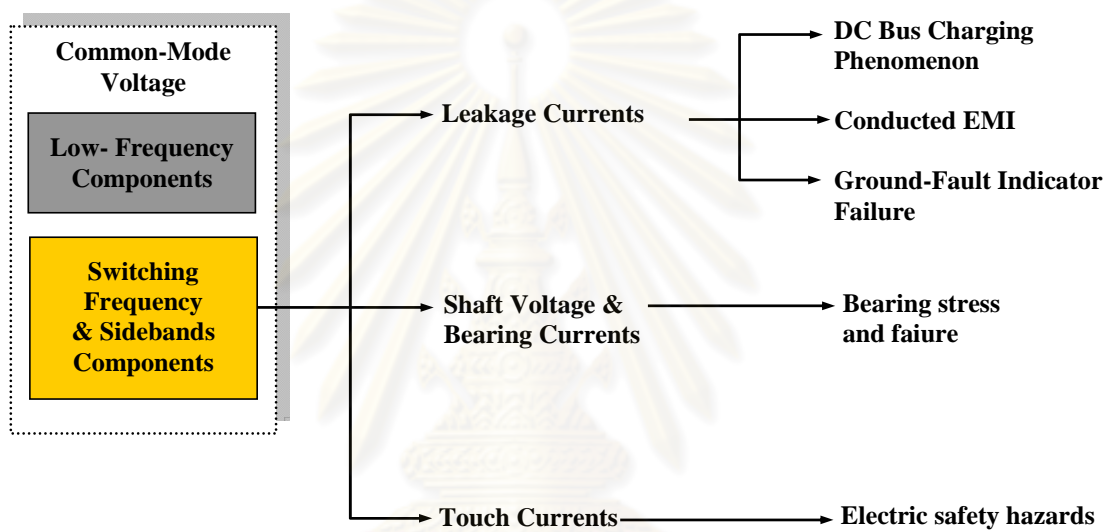 Common-Mode
Voltage
Low- Frequency
Components
Switching
Frequency
& Sidebands
Components
Leakage Currents
DC Bus Charging
Phenomenon
Conducted EMI
Ground-Fault Indicator
Failure
Shaft Voltage &
Bearing Currents
Bearing stress
and faiure
Touch Currents
Electric safety hazards